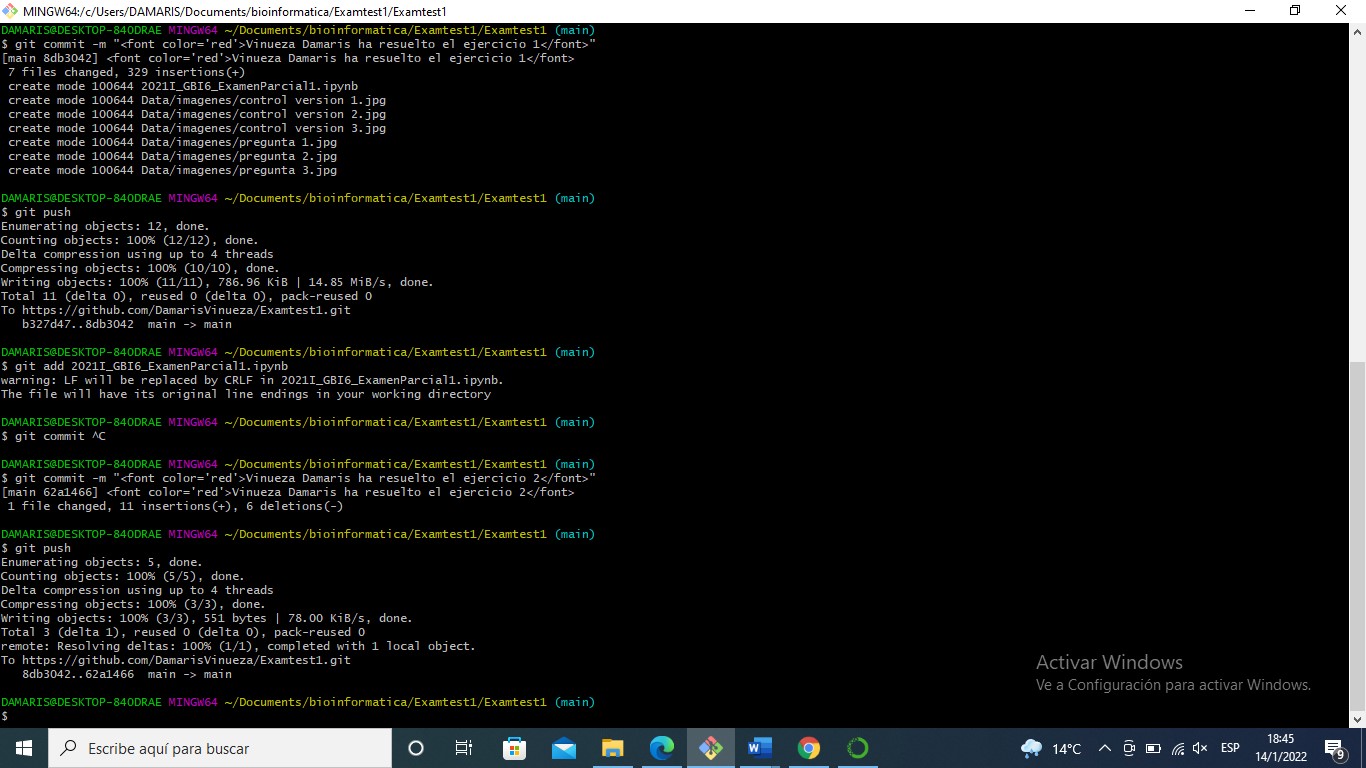 MINGW64:/c/Users/DAMARIS/Documents/bioinformatica/Examtest1/Examtest1
DAMARIS@DESKTOP-84ODRAE MINGW64 ~/Documents/bioinformatica/Examtest1/Examtest1 (main)
$ git commit -m "<font color='red'>Vinueza Damaris ha resuelto el ejercicio 1</font>"
[main 8db3042] <font color='red'>Vinueza Damaris ha resuelto el ejercicio 1</font>
 7 files changed, 329 insertions(+)
 create mode 100644 2021I_GBI6_ExamenParcial1.ipynb
 create mode 100644 Data/imagenes/control version 1.jpg
 create mode 100644 Data/imagenes/control version 2.jpg
 create mode 100644 Data/imagenes/control version 3.jpg
 create mode 100644 Data/imagenes/pregunta 1.jpg
 create mode 100644 Data/imagenes/pregunta 2.jpg
 create mode 100644 Data/imagenes/pregunta 3.jpg
DAMARIS@DESKTOP-84ODRAE MINGW64 ~/Documents/bioinformatica/Examtest1/Examtest1 (main)
$ git push
Enumerating objects: 12, done.
Counting objects: 100% (12/12), done.
Delta compression using up to 4 threads
Compressing objects: 100% (10/10), done.
Writing objects: 100% (11/11), 786.96 KiB | 14.85 MiB/s, done.
Total 11 (delta 0), reused 0 (delta 0), pack-reused 0
To https://github.com/DamarisVinueza/Examtest1.git
   b327d47..8db3042  main -> main
DAMARIS@DESKTOP-84ODRAE MINGW64 ~/Documents/bioinformatica/Examtest1/Examtest1 (main)
$ git add 2021I_GBI6_ExamenParcial1.ipynb
warning: LF will be replaced by CRLF in 2021I_GBI6_ExamenParcial1.ipynb.
The file will have its original line endings in your working directory
DAMARIS@DESKTOP-84ODRAE MINGW64 ~/Documents/bioinformatica/Examtest1/Examtest1 (main)
$ git commit ^C
DAMARIS@DESKTOP-84ODRAE MINGW64 ~/Documents/bioinformatica/Examtest1/Examtest1 (main)
$ git commit -m "<font color='red'>Vinueza Damaris ha resuelto el ejercicio 2</font>"
[main 62a1466] <font color='red'>Vinueza Damaris ha resuelto el ejercicio 2</font>
 1 file changed, 11 insertions(+), 6 deletions(-)
DAMARIS@DESKTOP-84ODRAE MINGW64 ~/Documents/bioinformatica/Examtest1/Examtest1 (main)
$ git push
Enumerating objects: 5, done.
Counting objects: 100% (5/5), done.
Delta compression using up to 4 threads
Compressing objects: 100% (3/3), done.
Writing objects: 100% (3/3), 551 bytes | 78.00 KiB/s, done.
Total 3 (delta 1), reused 0 (delta 0), pack-reused 0
remote: Resolving deltas: 100% (1/1), completed with 1 local object.
To https://github.com/DamarisVinueza/Examtest1.git
   8db3042..62a1466  main -> main
DAMARIS@DESKTOP-84ODRAE MINGW64 ~/Documents/bioinformatica/Examtest1/Examtest1 (main)
$
Activar Windows
Ve a Configuración para activar Windows.
Escribe aquí para buscar
14°C
ESP
18:45
14/1/2022
9